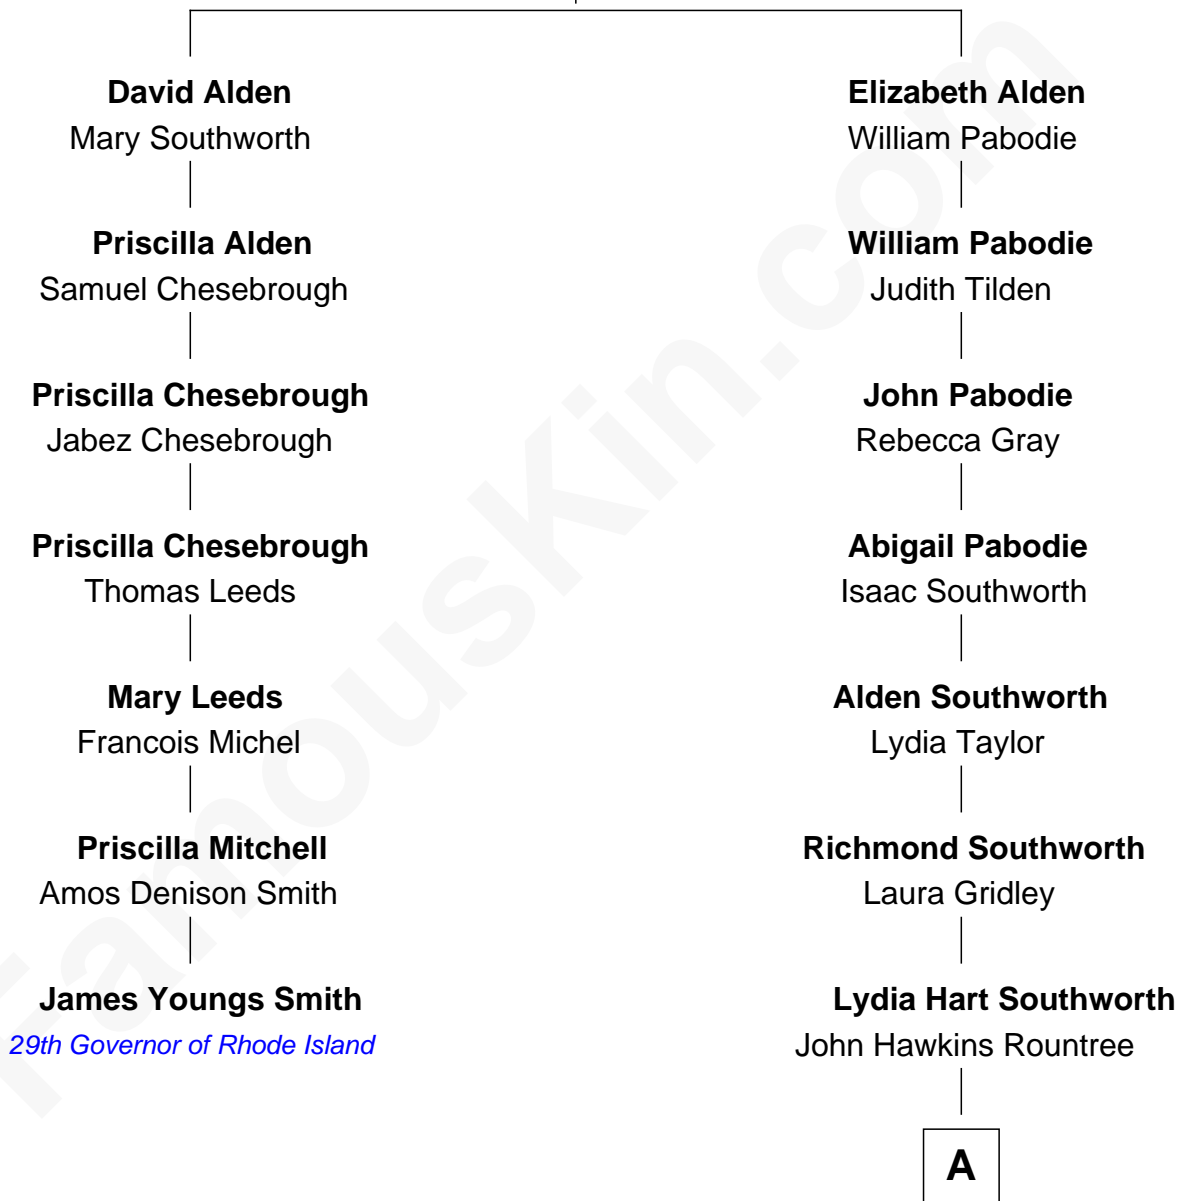 David Alden
Mary Southworth
Priscilla Alden
Samuel Chesebrough
Priscilla Chesebrough
Jabez Chesebrough
Priscilla Chesebrough
Thomas Leeds
Mary Leeds
Francois Michel
Priscilla Mitchell
Amos Denison Smith
James Youngs Smith
29th Governor of Rhode Island
Elizabeth Alden
William Pabodie
William Pabodie
Judith Tilden
John Pabodie
Rebecca Gray
Abigail Pabodie
Isaac Southworth
Alden Southworth
Lydia Taylor
Richmond Southworth
Laura Gridley
Lydia Hart Southworth
John Hawkins Rountree
A
FamousKin.com